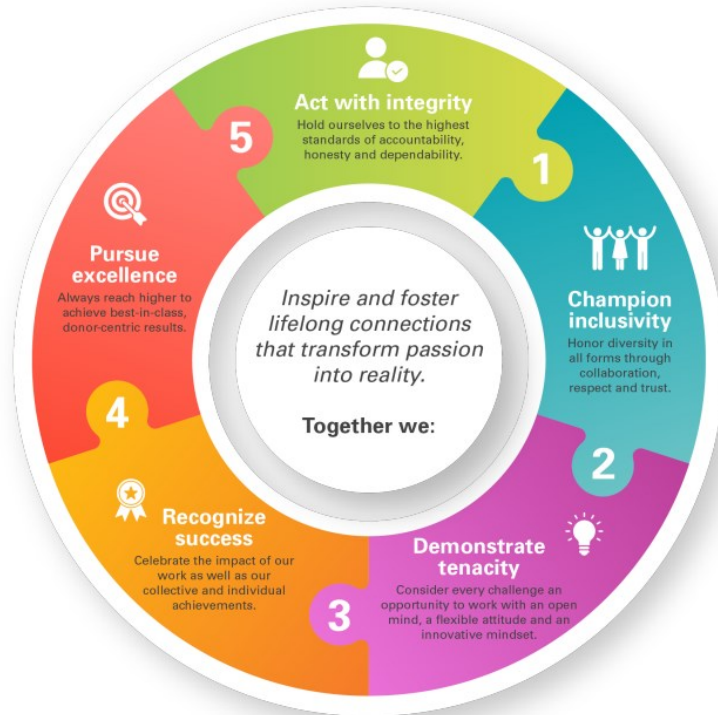 Inspire and foster
lifelong connections
that transform passion
into reality.
Together we:
Act with integrity
Hold ourselves to the highest
standards of accountability,
honesty and dependability.
1
Champion
inclusivity
Honor diversity in
all forms through
collaboration,
respect and trust.
2
Demonstrate
tenacity
Consider every challenge an
opportunity to work with an open
mind, a flexible attitude and an
innovative mindset.
3
Recognize
success
Celebrate the impact of our
work as well as our
collective and individual
achievements.
4
Pursue
excellence
Always reach higher to
achieve best-in-class,
donor-centric results.
5